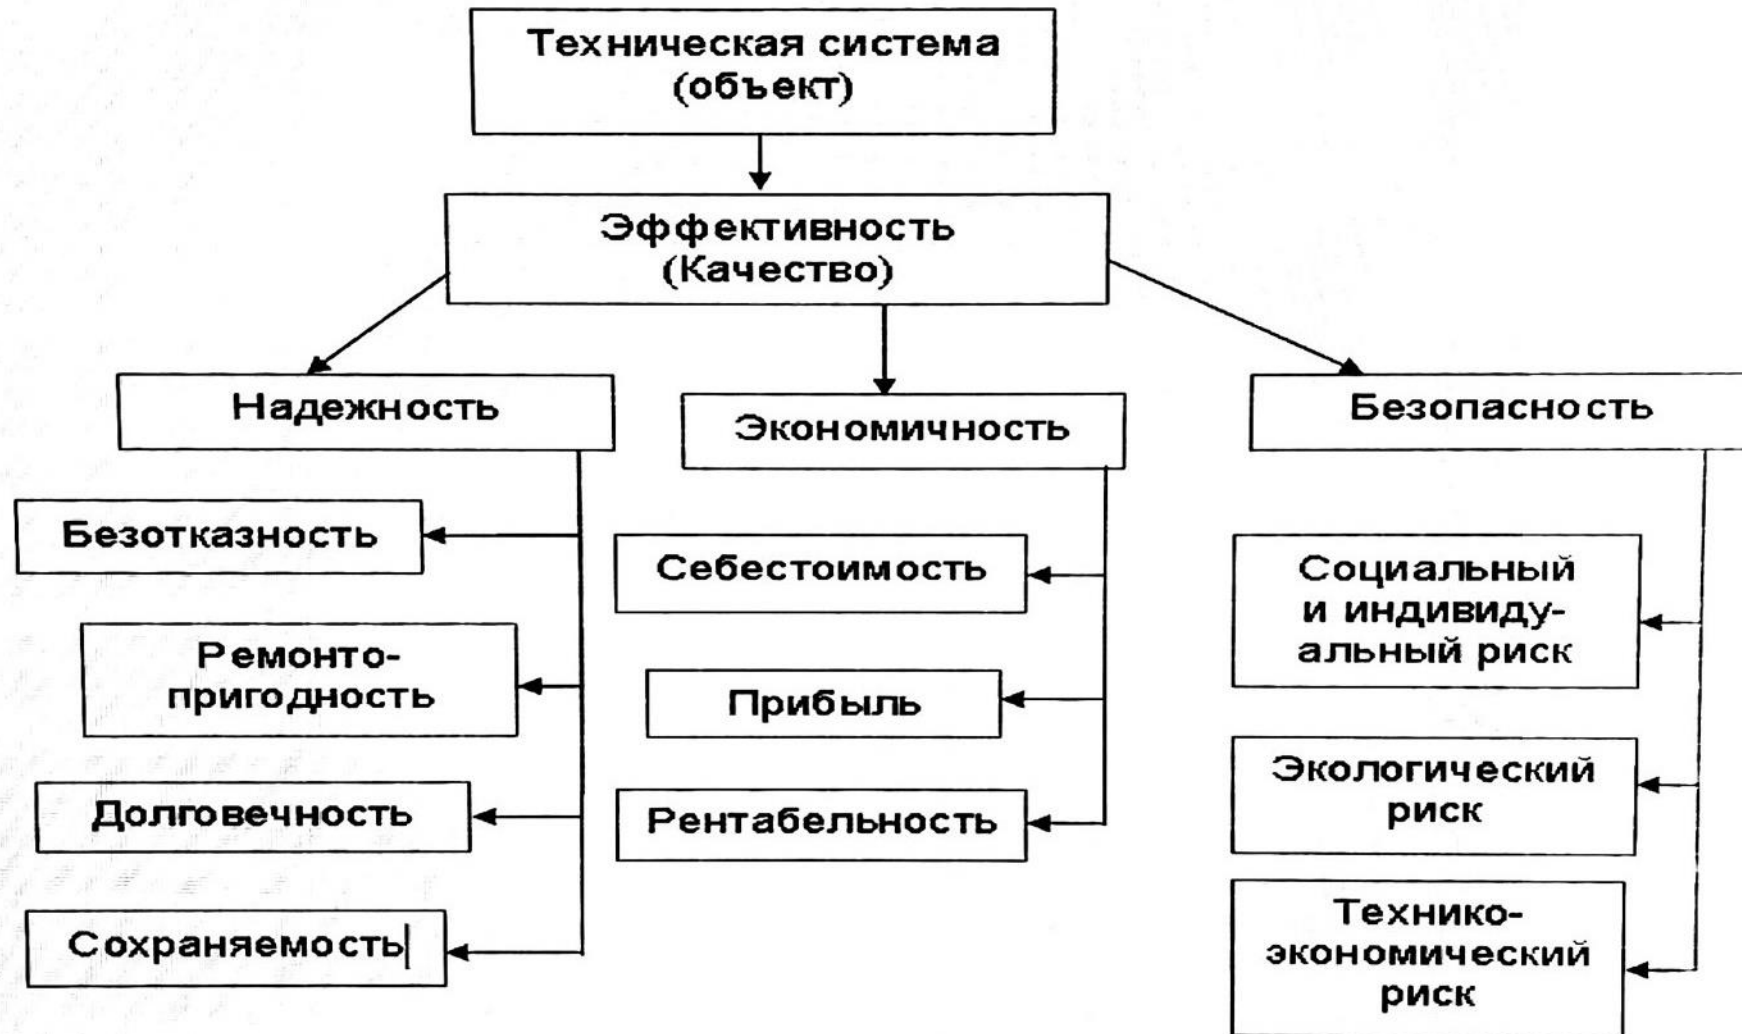 Техническая система
(объект)
Эффективность
(Качество)
Надежность
Экономичность
Безопасность
Безотказность
Ремонто-
пригодность
Долговечность
Сохраняемость
Себестоимость
Прибыль
Рентабельность
Социальный
и индивиду-
альный риск
Экологический
риск
Технико-
экономический
риск